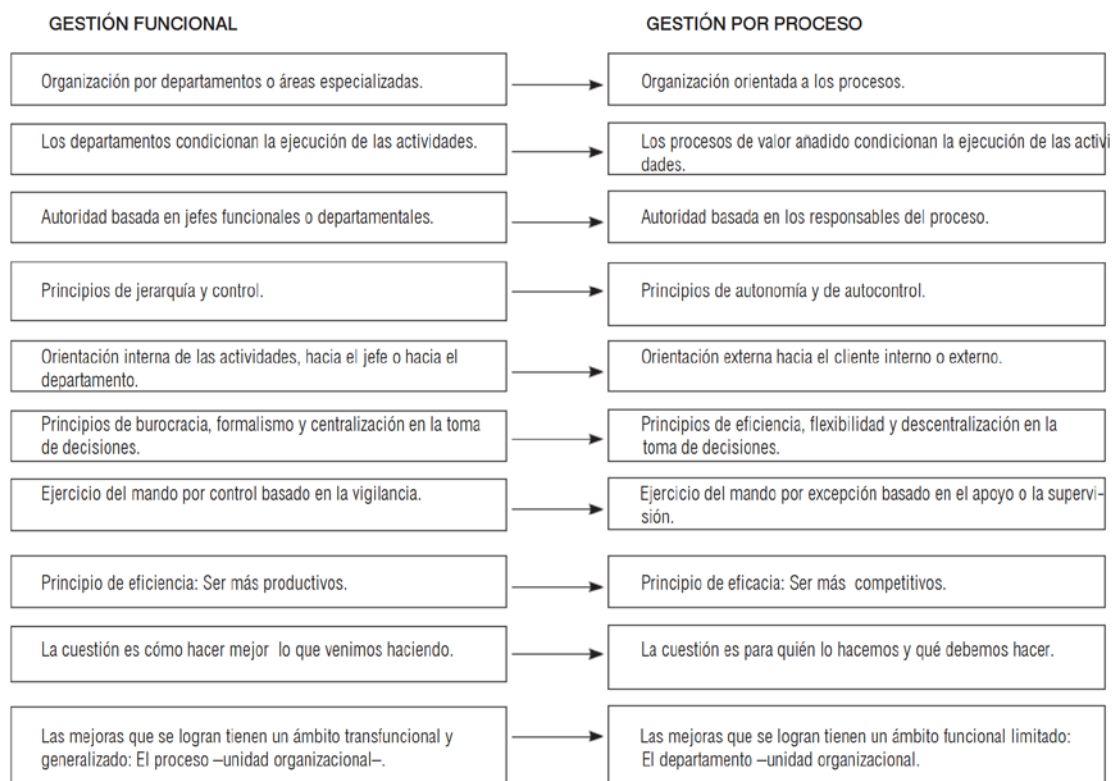 GESTIÓN FUNCIONAL
GESTIÓN POR PROCESO
Organización por departamentos o áreas especializadas.
Organización orientada a los procesos.
Los departamentos condicionan la ejecución de las actividades.
Los procesos de valor añadido condicionan la ejecución de las activi
dades.
Autoridad basada en jefes funcionales o departamentales.
Autoridad basada en los responsables del proceso.
Principios de jerarquía y control.
Principios de autonomía y de autocontrol.
Orientación interna de las actividades, hacia el jefe o hacia el
departamento.
Orientación externa hacia el cliente interno o externo.
Principios de burocracia, formalismo y centralización en la toma
de decisiones.
Principios de eficiencia, flexibilidad y descentralización en la
toma de decisiones.
Ejercicio del mando por control basado en la vigilancia.
Ejercicio del mando por excepción basado en el apoyo o la supervi-
sión.
Principio de eficiencia: Ser más productivos.
Principio de eficacia: Ser más competitivos.
La cuestión es cómo hacer mejor lo que venimos haciendo.
La cuestión es para quién lo hacemos y qué debemos hacer.
Las mejoras que se logran tienen un ámbito transfuncional y
generalizado: El proceso –unidad organizacional–.
Las mejoras que se logran tienen un ámbito funcional limitado:
El departamento –unidad organizacional.